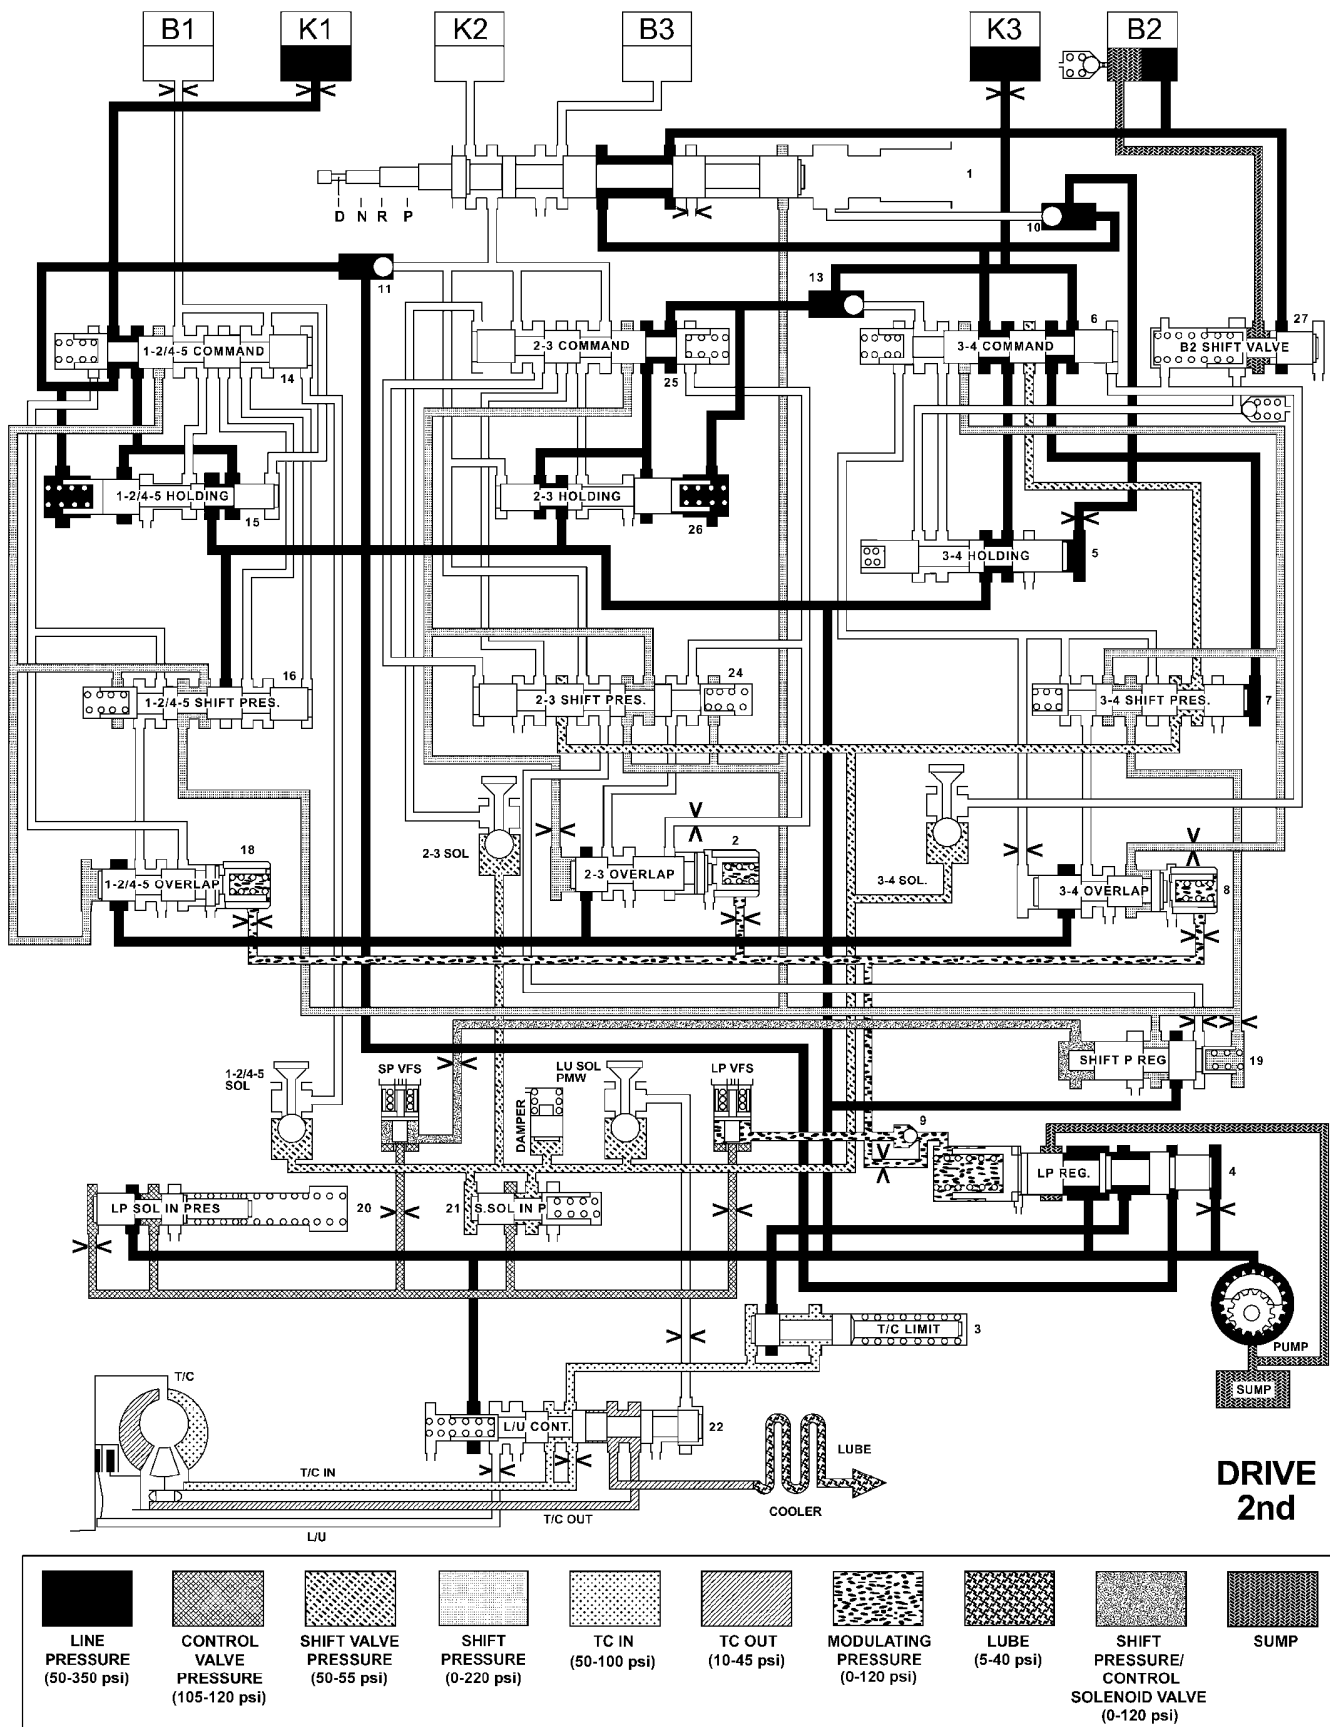 B1
K1
K2
B3
K3
B2
1
D N R P
10
11
13
6
27
1-2/4-5 COMMAND
2-3 COMMAND
3-4 COMMAND
B2 SHIFT VALVE
14
25
1-2/4-5 HOLDING
2-3 HOLDING
15
26
3-4 HOLDING
5
16
24
1-2/4-5 SHIFT PRES.
2-3 SHIFT PRES.
3-4 SHIFT PRES.
7
2-3 SOL
18
2
3-4 SOL.
1-2/4-5 OVERLAP
2-3 OVERLAP
3-4 OVERLAP
8
SHIFT P REG
19
1-2/4-5
SOL
SP VFS
LU SOL
PMW
LP VFS
DAMPER
9
LP REG.
4
LP SOL IN PRES
20
21
S.SOL IN P
T/C LIMIT
3
PUMP
SUMP
T/C
L/U CONT.
22
LUBE
T/C IN
COOLER
T/C OUT
L/U
DRIVE
2nd
LINE
PRESSURE
(50-350 psi)
CONTROL
VALVE
PRESSURE
(105-120 psi)
SHIFT VALVE
PRESSURE
(50-55 psi)
SHIFT
PRESSURE
(0-220 psi)
TC IN
(50-100 psi)
TC OUT
(10-45 psi)
MODULATING
PRESSURE
(0-120 psi)
LUBE
(5-40 psi)
SHIFT
PRESSURE/
CONTROL
SOLENOID VALVE
(0-120 psi)
SUMP